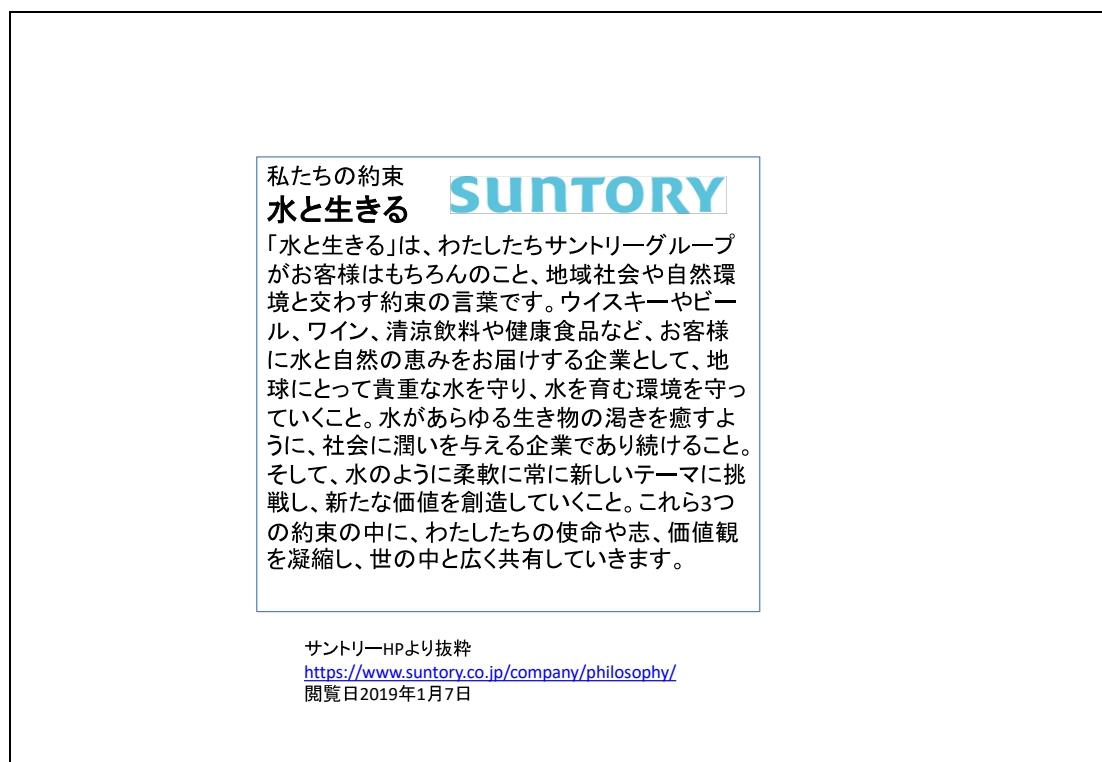 私たちの約束
SUNTORY
水と生きる
「水と生きる」は、わたしたちサントリーグループ
がお客様はもちろんのこと、地域社会や自然環
境と交わす約束の言葉です。ウイスキーやビー
ル、ワイン、清涼飲料や健康食品など、お客様
に水と自然の恵みをお届けする企業として、地
球にとって貴重な水を守り、水を育む環境を守っ
ていくこと。水があらゆる生き物の渇きを癒すよ
うに、社会に潤いを与える企業であり続けること。
そして、水のように柔軟に常に新しいテーマに挑
戦し、新たな価値を創造していくこと。これら3つ
の約束の中に、わたしたちの使命や志、価値観
を凝縮し、世の中と広く共有していきます。
サントリーHPより抜粋
https://www.suntory.co.jp/company/philosophy/
閲覧日2019年1月7日